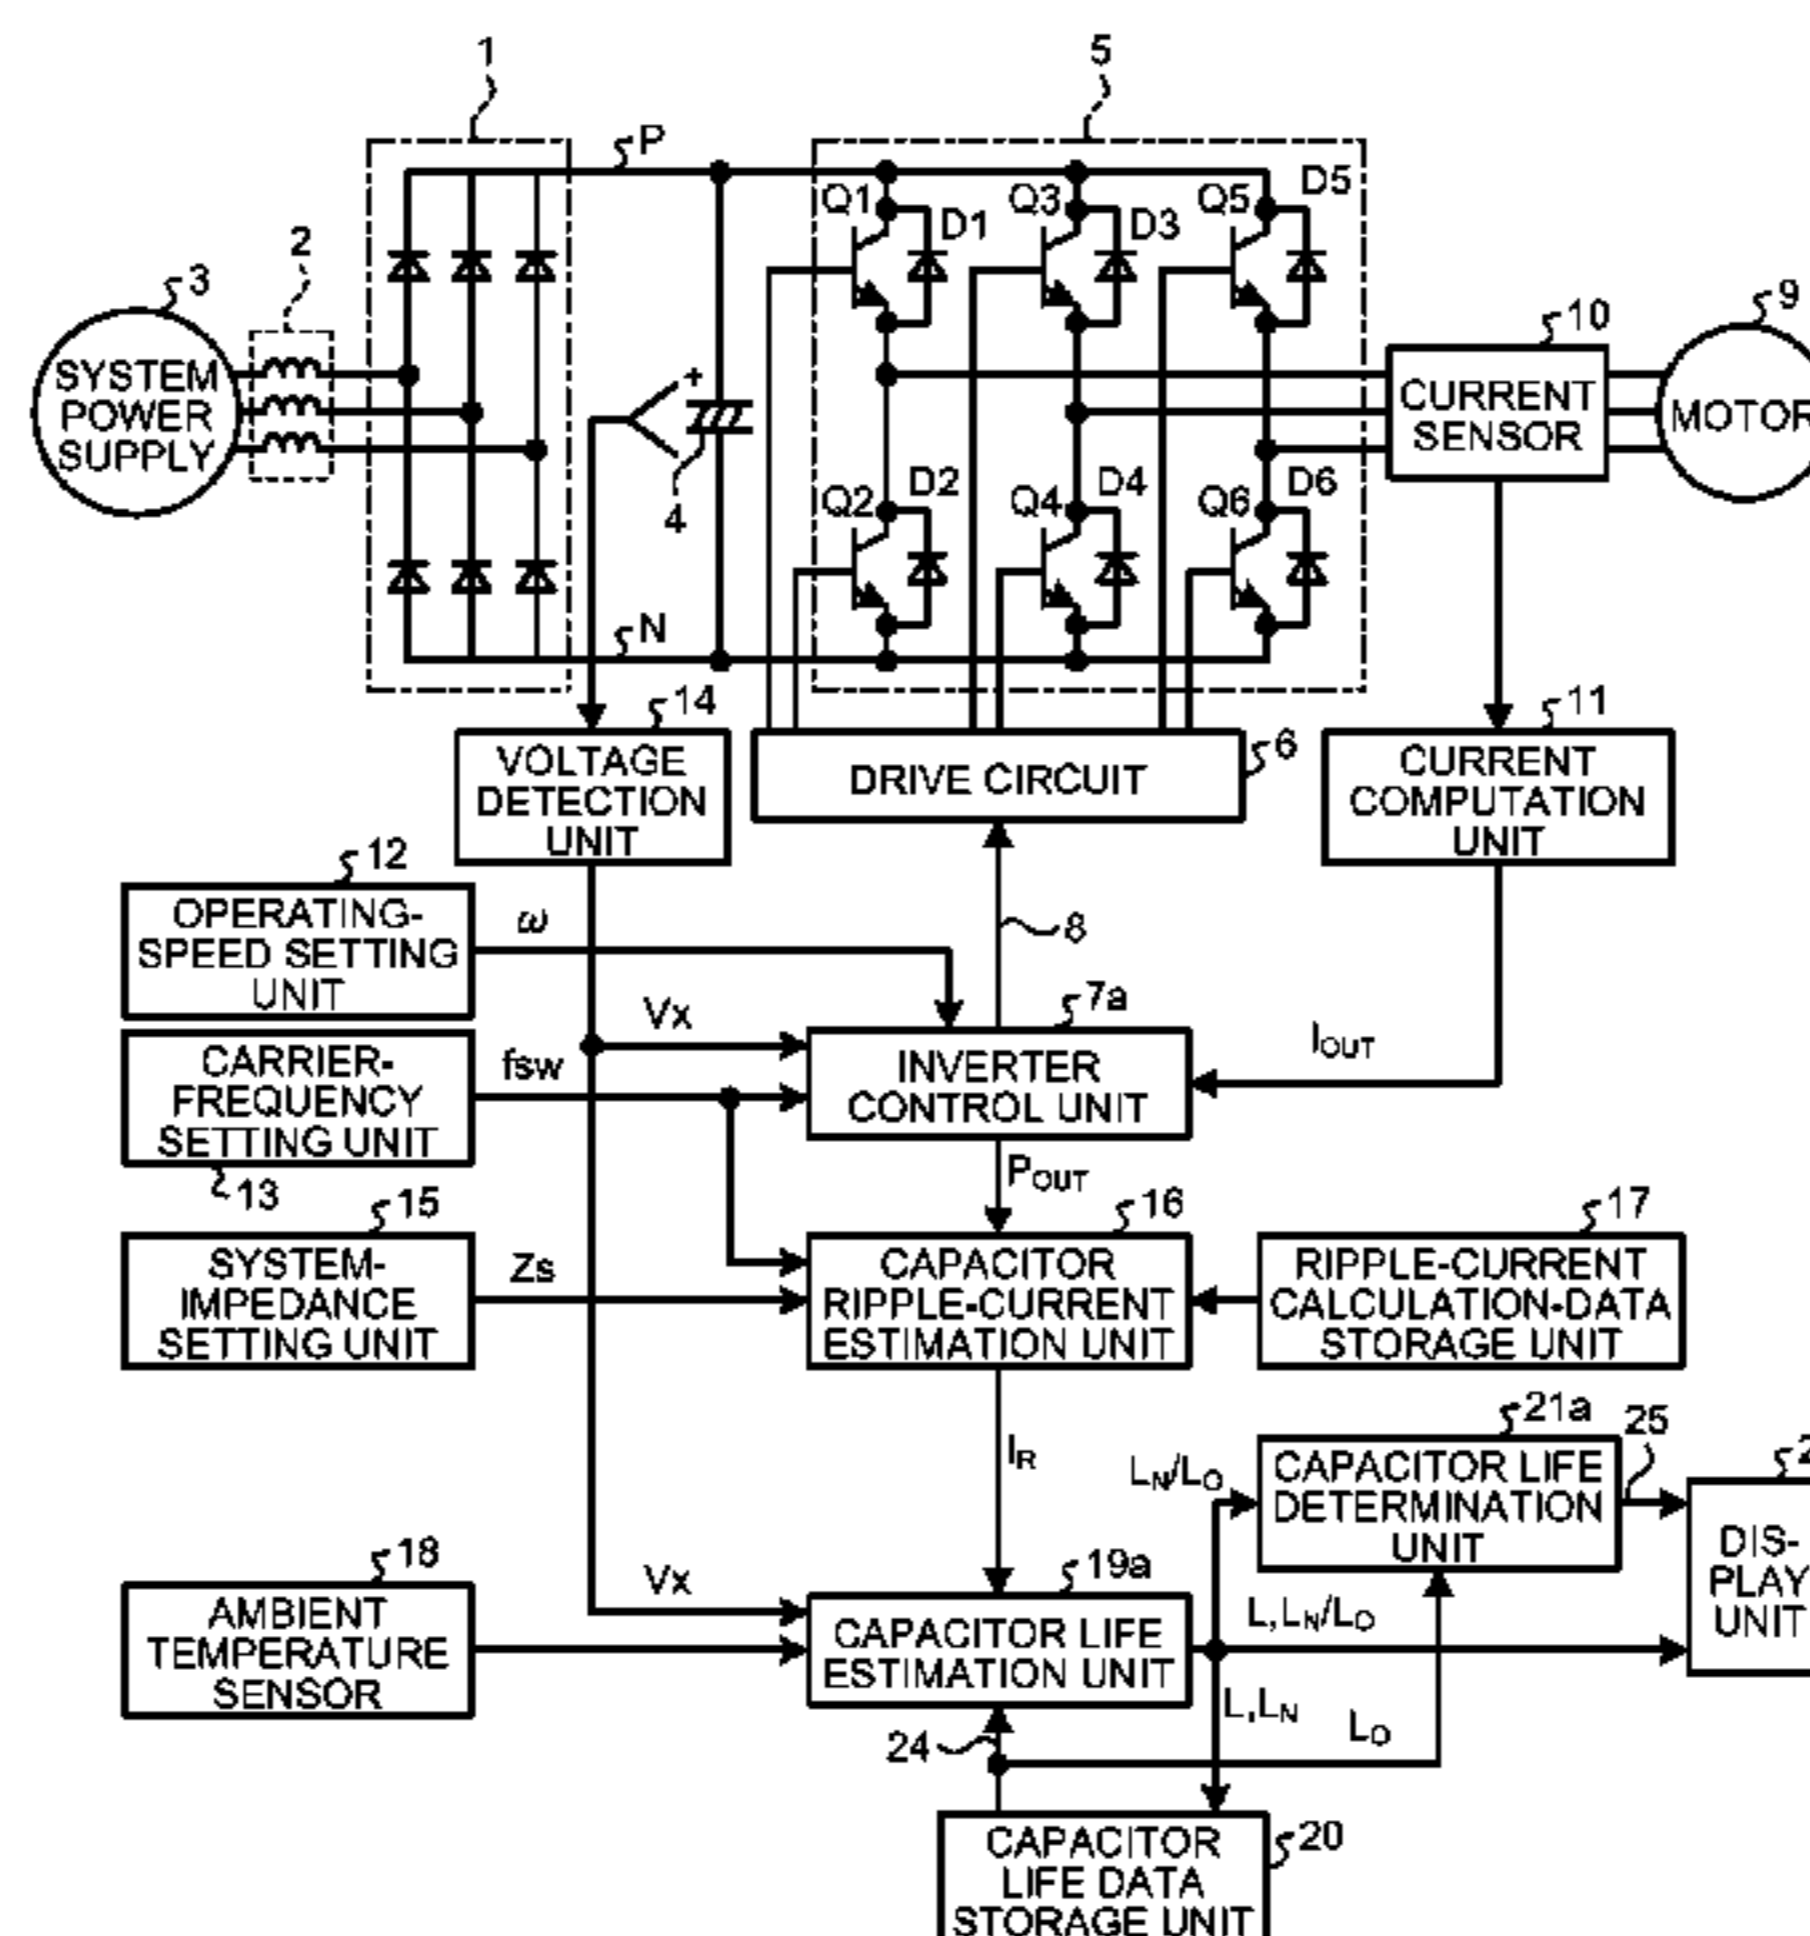 1
5
P
Q1
D1
Q3
D3
Q5
D5
2
3
10
9
SYSTEM
POWER
SUPPLY
+
4
CURRENT
SENSOR
MOTOR
Q2
D2
Q4
D4
Q6
D6
N
14
6
11
VOLTAGE
DETECTION
UNIT
DRIVE CIRCUIT
CURRENT
COMPUTATION
UNIT
12
OPERATING-
SPEED SETTING
UNIT
ω
8
Vx
7a
IOUT
CARRIER-
FREQUENCY
SETTING UNIT
fsw
INVERTER
CONTROL UNIT
13
POUT
15
16
17
SYSTEM-
IMPEDANCE
SETTING UNIT
Zs
CAPACITOR
RIPPLE-CURRENT
ESTIMATION UNIT
RIPPLE-CURRENT
CALCULATION-DATA
STORAGE UNIT
IR
21a
25
LN/LO
CAPACITOR LIFE
DETERMINATION
UNIT
DIS-
PLAY
UNIT
18
Vx
19a
L,LN/LO
AMBIENT
TEMPERATURE
SENSOR
CAPACITOR LIFE
ESTIMATION UNIT
L,LN
LO
24
20
CAPACITOR
LIFE DATA
STORAGE UNIT